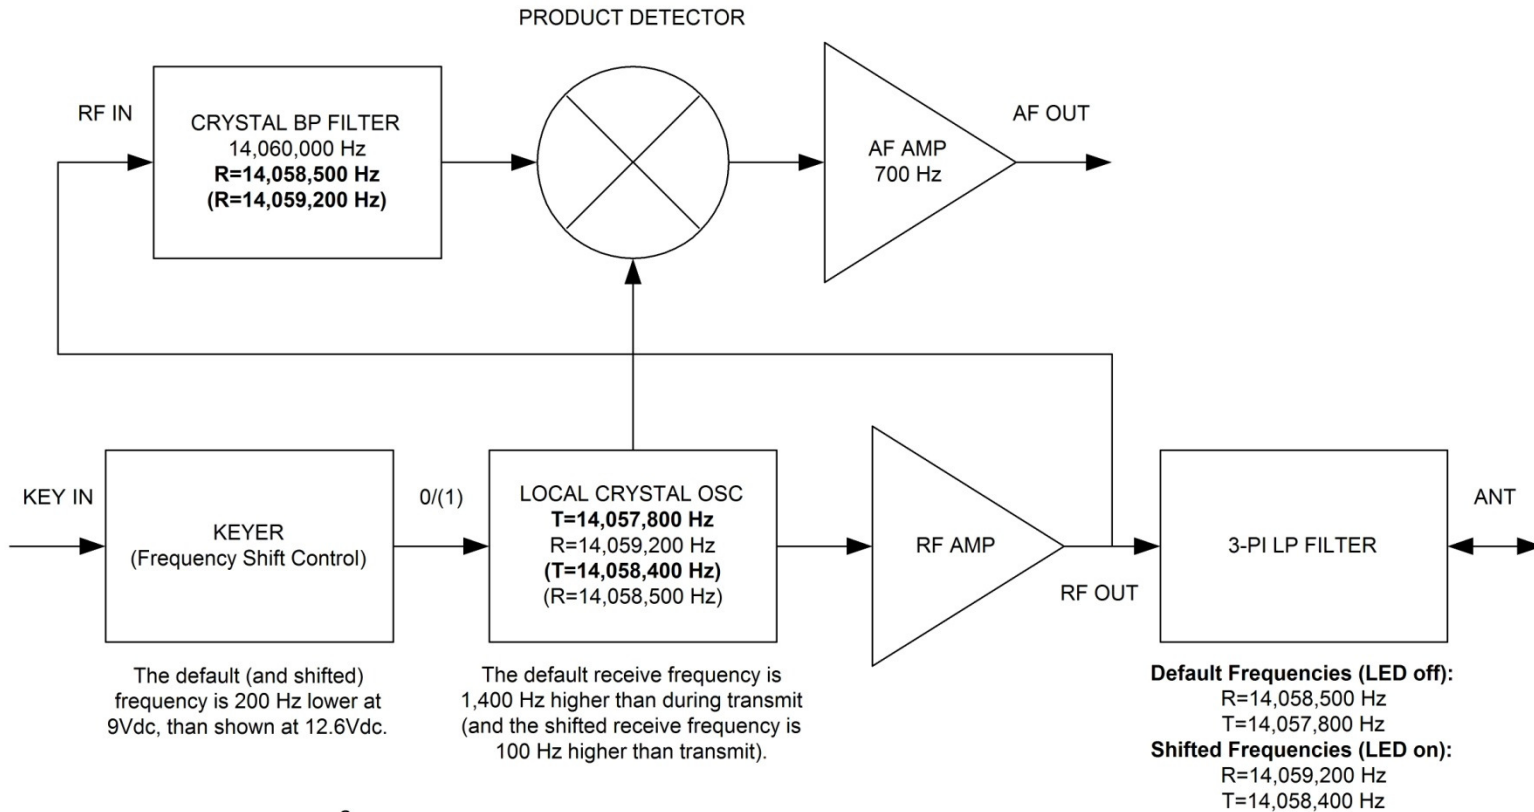 PRODUCT DETECTOR
RF IN
CRYSTAL BP FILTER
14,060,000 Hz
R=14,058,500 Hz
(R=14,059,200 Hz)
AF AMP
700 Hz
AF OUT
KEY IN
KEYER
(Frequency Shift Control)
0/(1)
LOCAL CRYSTAL OSC
T=14,057,800 Hz
R=14,059,200 Hz
(T=14,058,400 Hz)
(R=14,058,500 Hz)
RF AMP
RF OUT
3-PI LP FILTER
ANT
The default (and shifted)
frequency is 200 Hz lower at
9Vdc, than shown at 12.6Vdc.
The default receive frequency is
1,400 Hz higher than during transmit
(and the shifted receive frequency is
100 Hz higher than transmit).
Default Frequencies (LED off):
R=14,058,500 Hz
T=14,057,800 Hz
Shifted Frequencies (LED on):
R=14,059,200 Hz
T=14,058,400 Hz